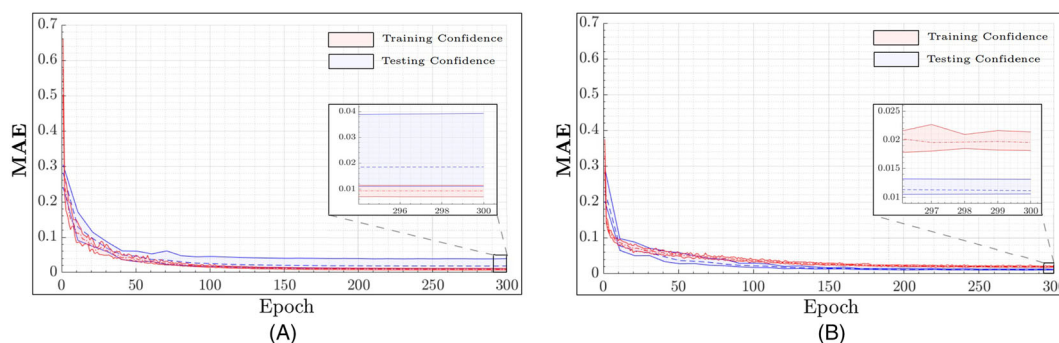 0.7
0.6
0.5
0.4
0.3
0.2
0.1
0
MAE
Training Confidence
Testing Confidence
0.04
0.03
0.02
0.01
296 298 300
0 50 100 150 200 250 300
Epoch
(A)
0.7
0.6
0.5
0.4
0.3
0.2
0.1
0
MAE
Training Confidence
Testing Confidence
0.025
0.02
0.015
0.01
297 298 299 300
0 50 100 150 200 250 300
Epoch
(B)